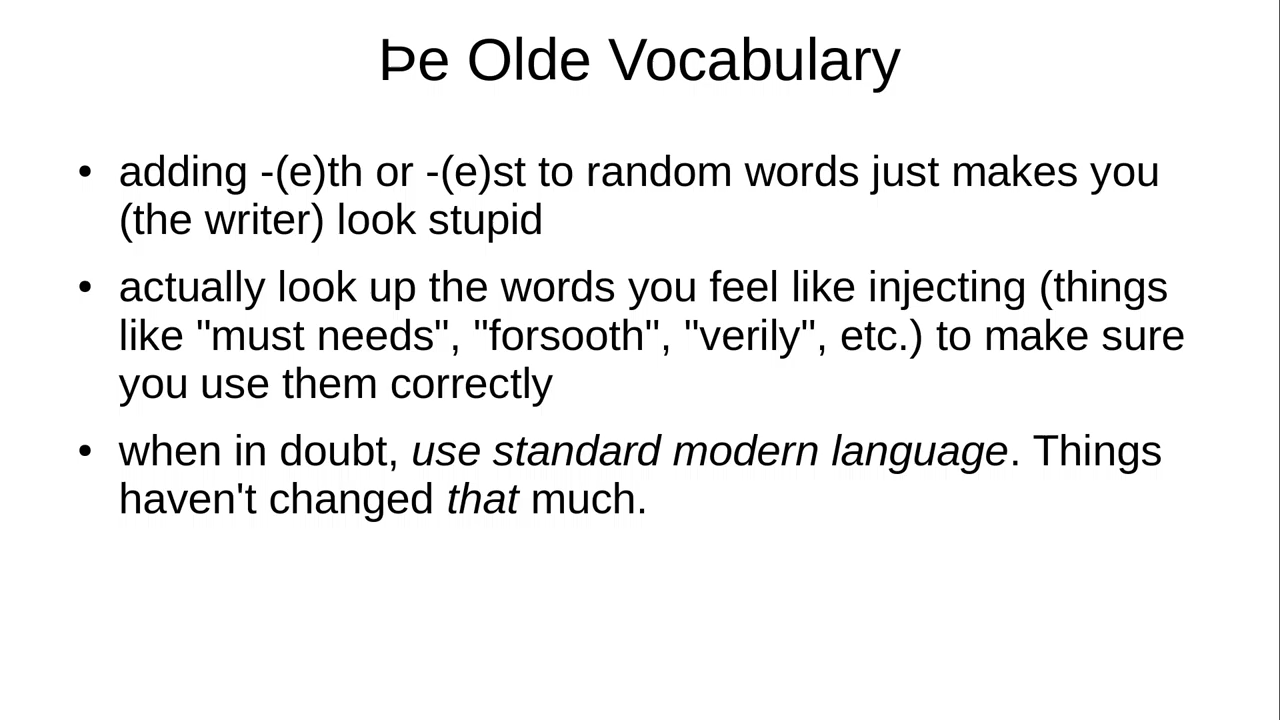 Þe Olde Vocabulary
• adding -(e)th or -(e)st to random words just makes you
(the writer) look stupid
• actually look up the words you feel like injecting (things
like "must needs", "forsooth", "verily", etc.) to make sure
you use them correctly
• when in doubt, use standard modern language. Things
haven't changed that much.